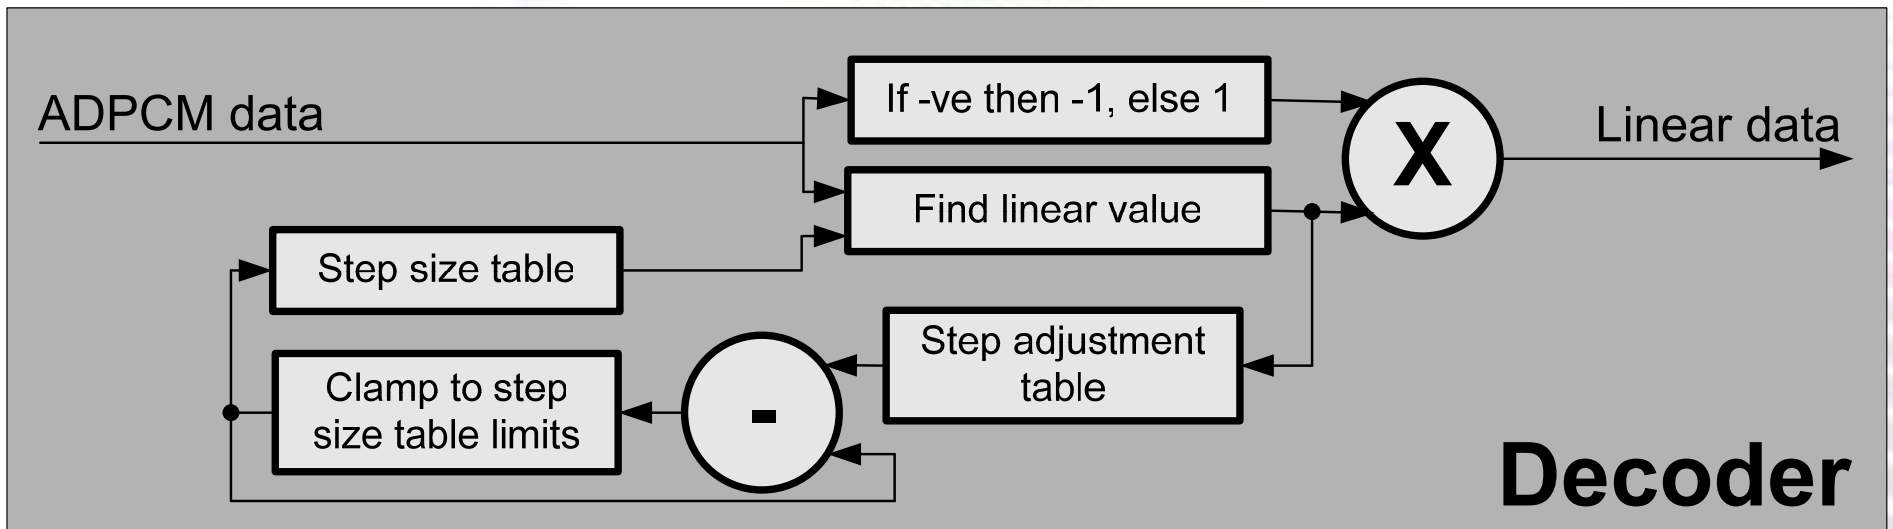 ADPCM data
If -ve then -1, else 1
X
Linear data
Find linear value
Step size table
Step adjustment
table
Clamp to step
size table limits
-
Decoder